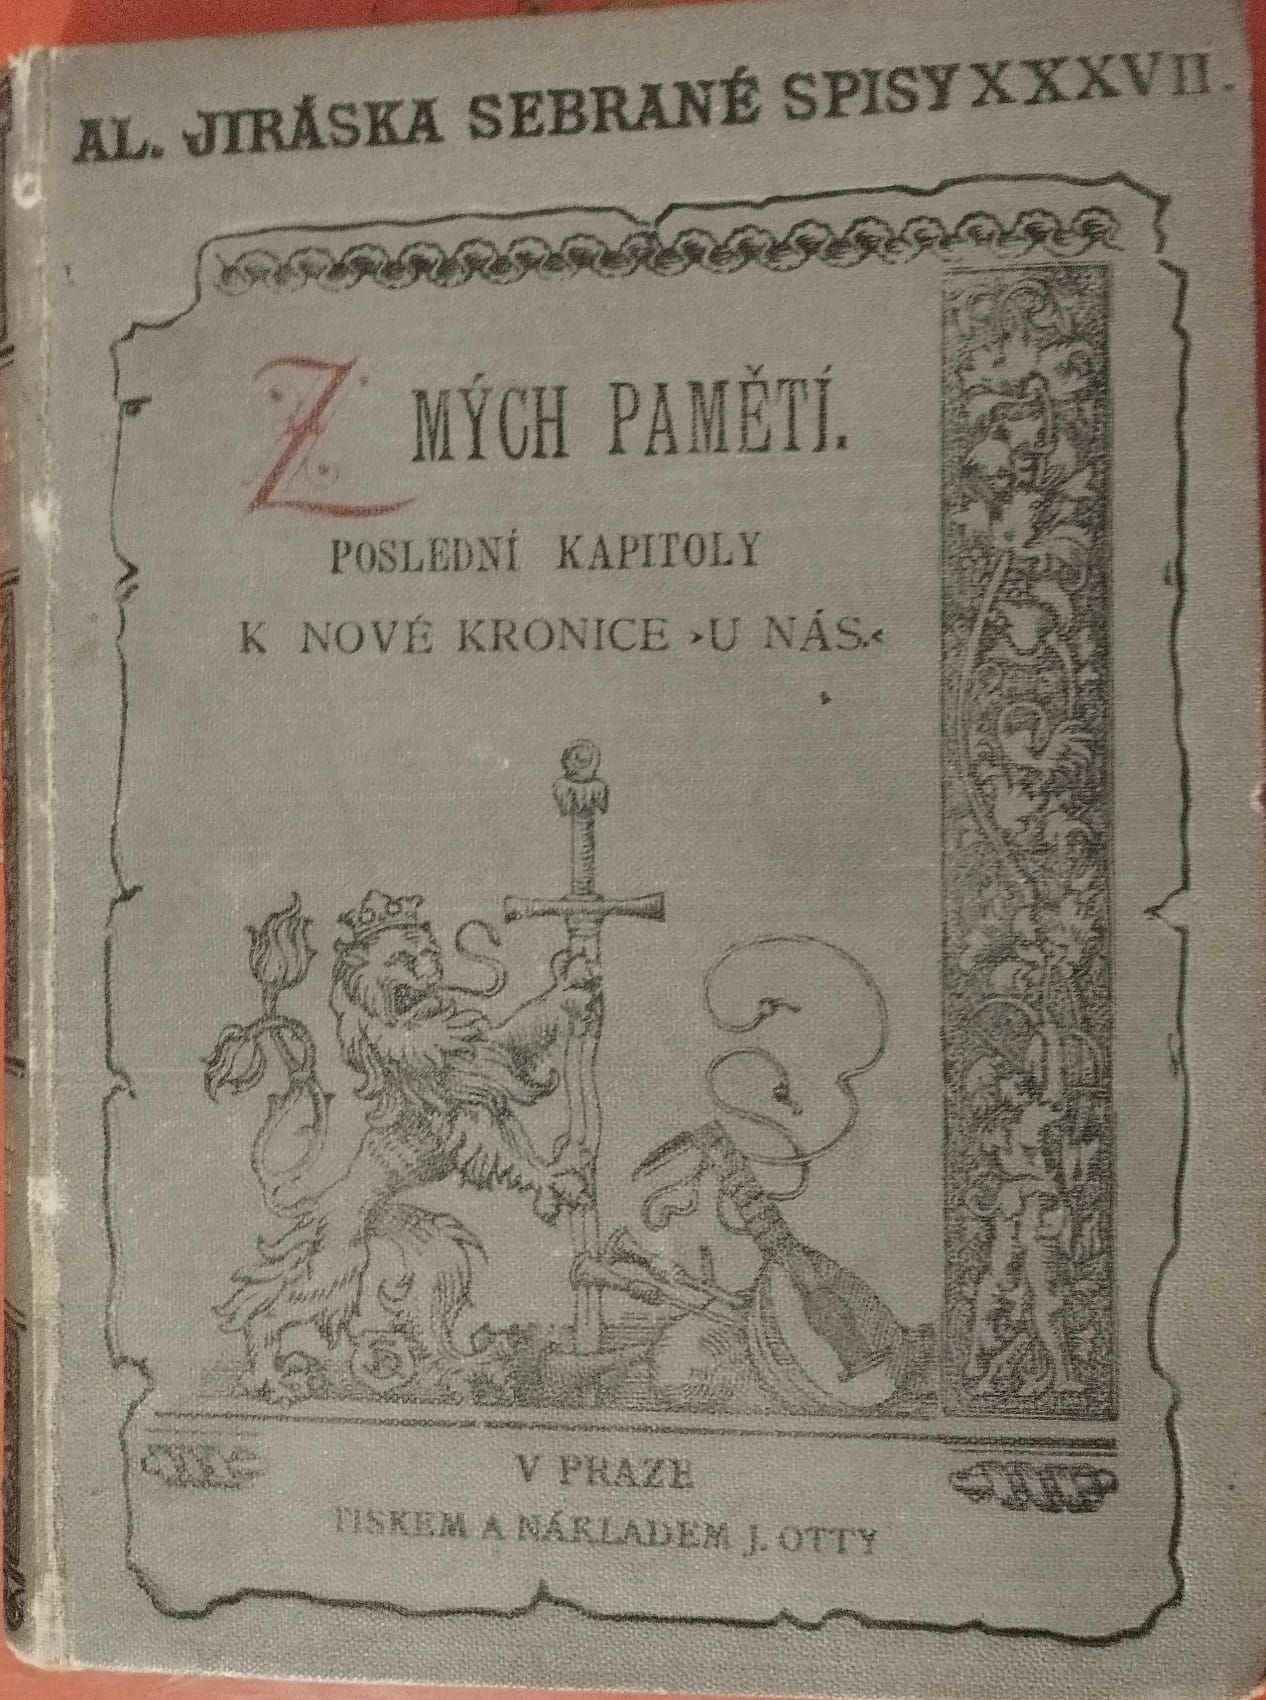 AL. JIRÁSKA SEBRANÉ SPISY XXXVII.
Z MÝCH PAMĚTÍ.
POSLEDNÍ KAPITOLY
K NOVÉ KRONICE ›U NÁS.‹
V PRAZE
TISKEM A NÁKLADEM J. OTTY